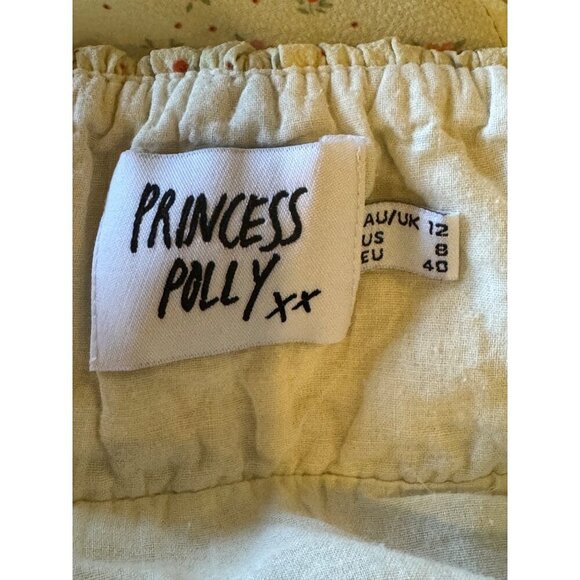 PRINCESS
POLLY xx
AU/UK 12
US 8
EU 40